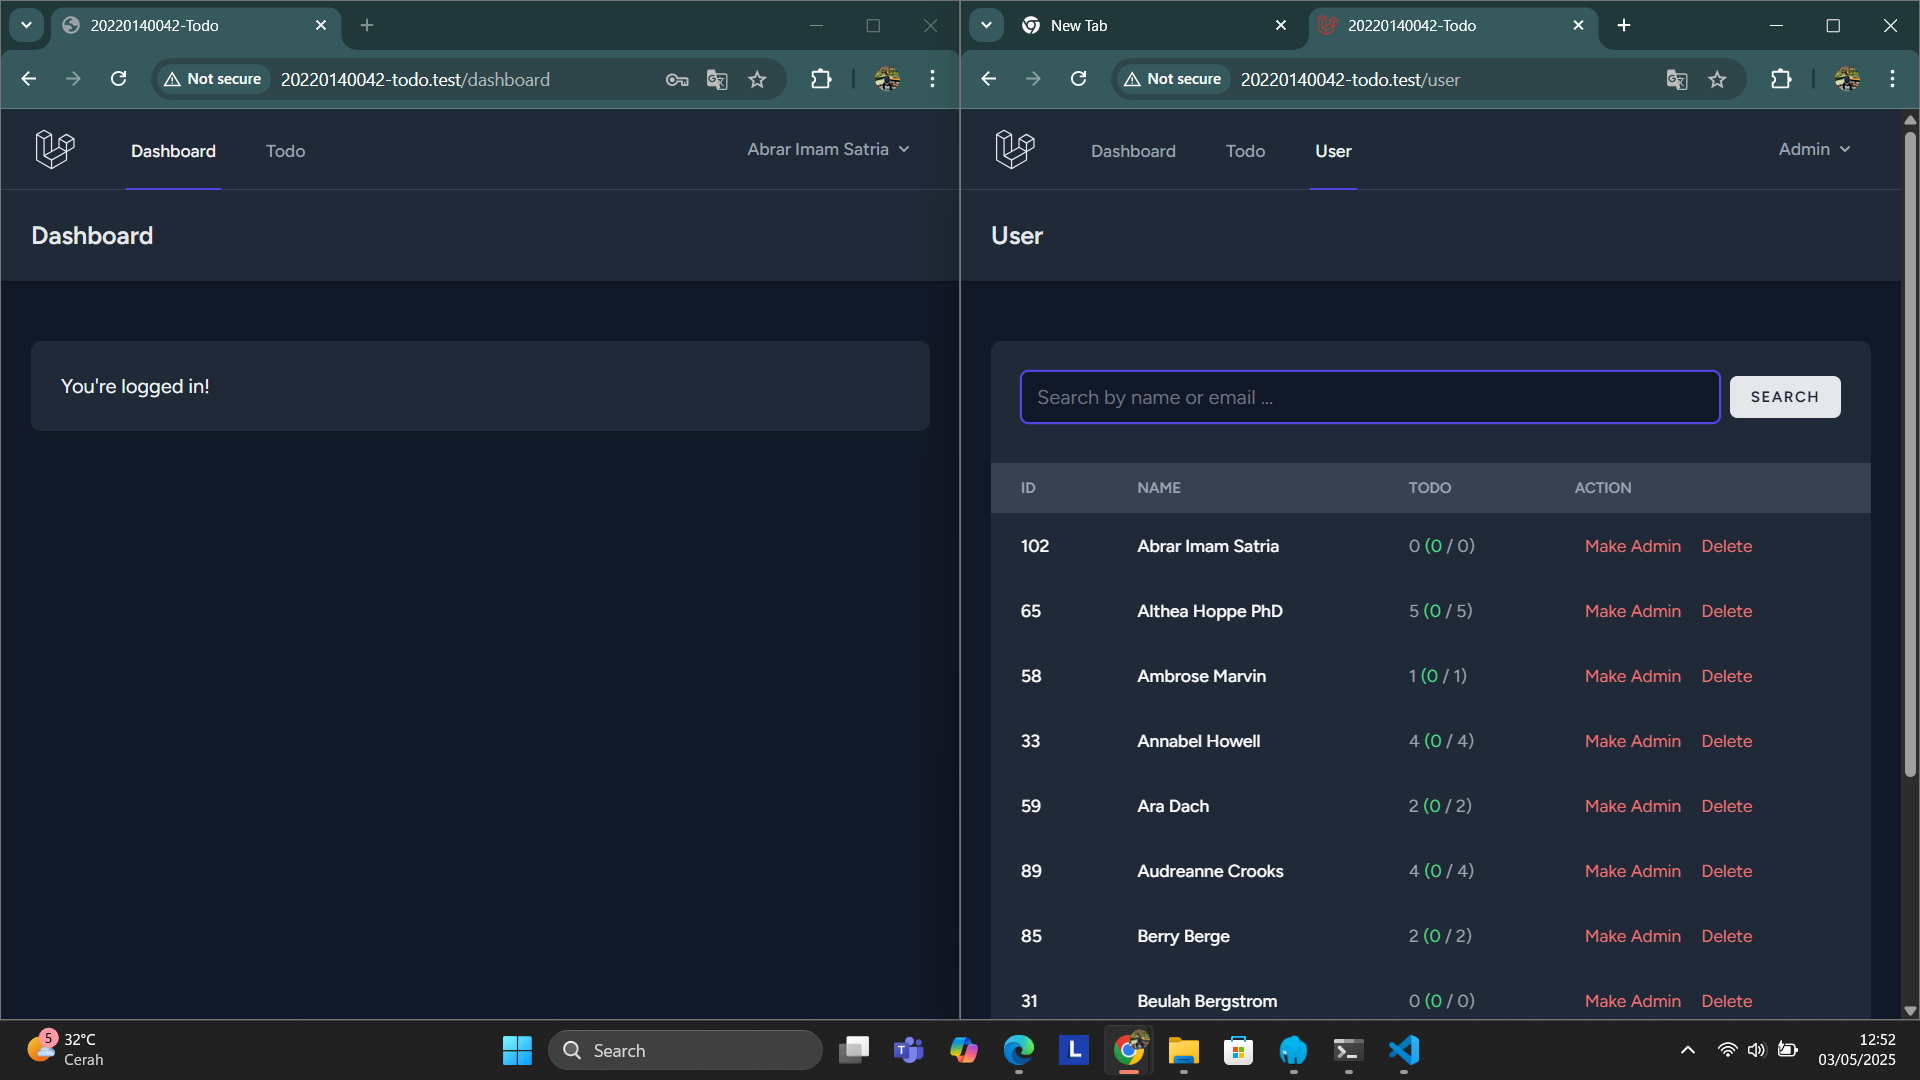 20220140042-Todo
Not secure 20220140042-todo.test/dashboard
Dashboard Todo Abrar Imam Satria
Dashboard
You're logged in!
New Tab 20220140042-Todo
Not secure 20220140042-todo.test/user
Dashboard Todo User Admin
User
Search by name or email ... SEARCH
ID NAME TODO ACTION
102 Abrar Imam Satria 0 (0 / 0) Make Admin Delete
65 Althea Hoppe PhD 5 (0 / 5) Make Admin Delete
58 Ambrose Marvin 1 (0 / 1) Make Admin Delete
33 Annabel Howell 4 (0 / 4) Make Admin Delete
59 Ara Dach 2 (0 / 2) Make Admin Delete
89 Audreanne Crooks 4 (0 / 4) Make Admin Delete
85 Berry Berge 2 (0 / 2) Make Admin Delete
31 Beulah Bergstrom 0 (0 / 0) Make Admin Delete
5 32°C
Cerah
Search
L
12:52
03/05/2025